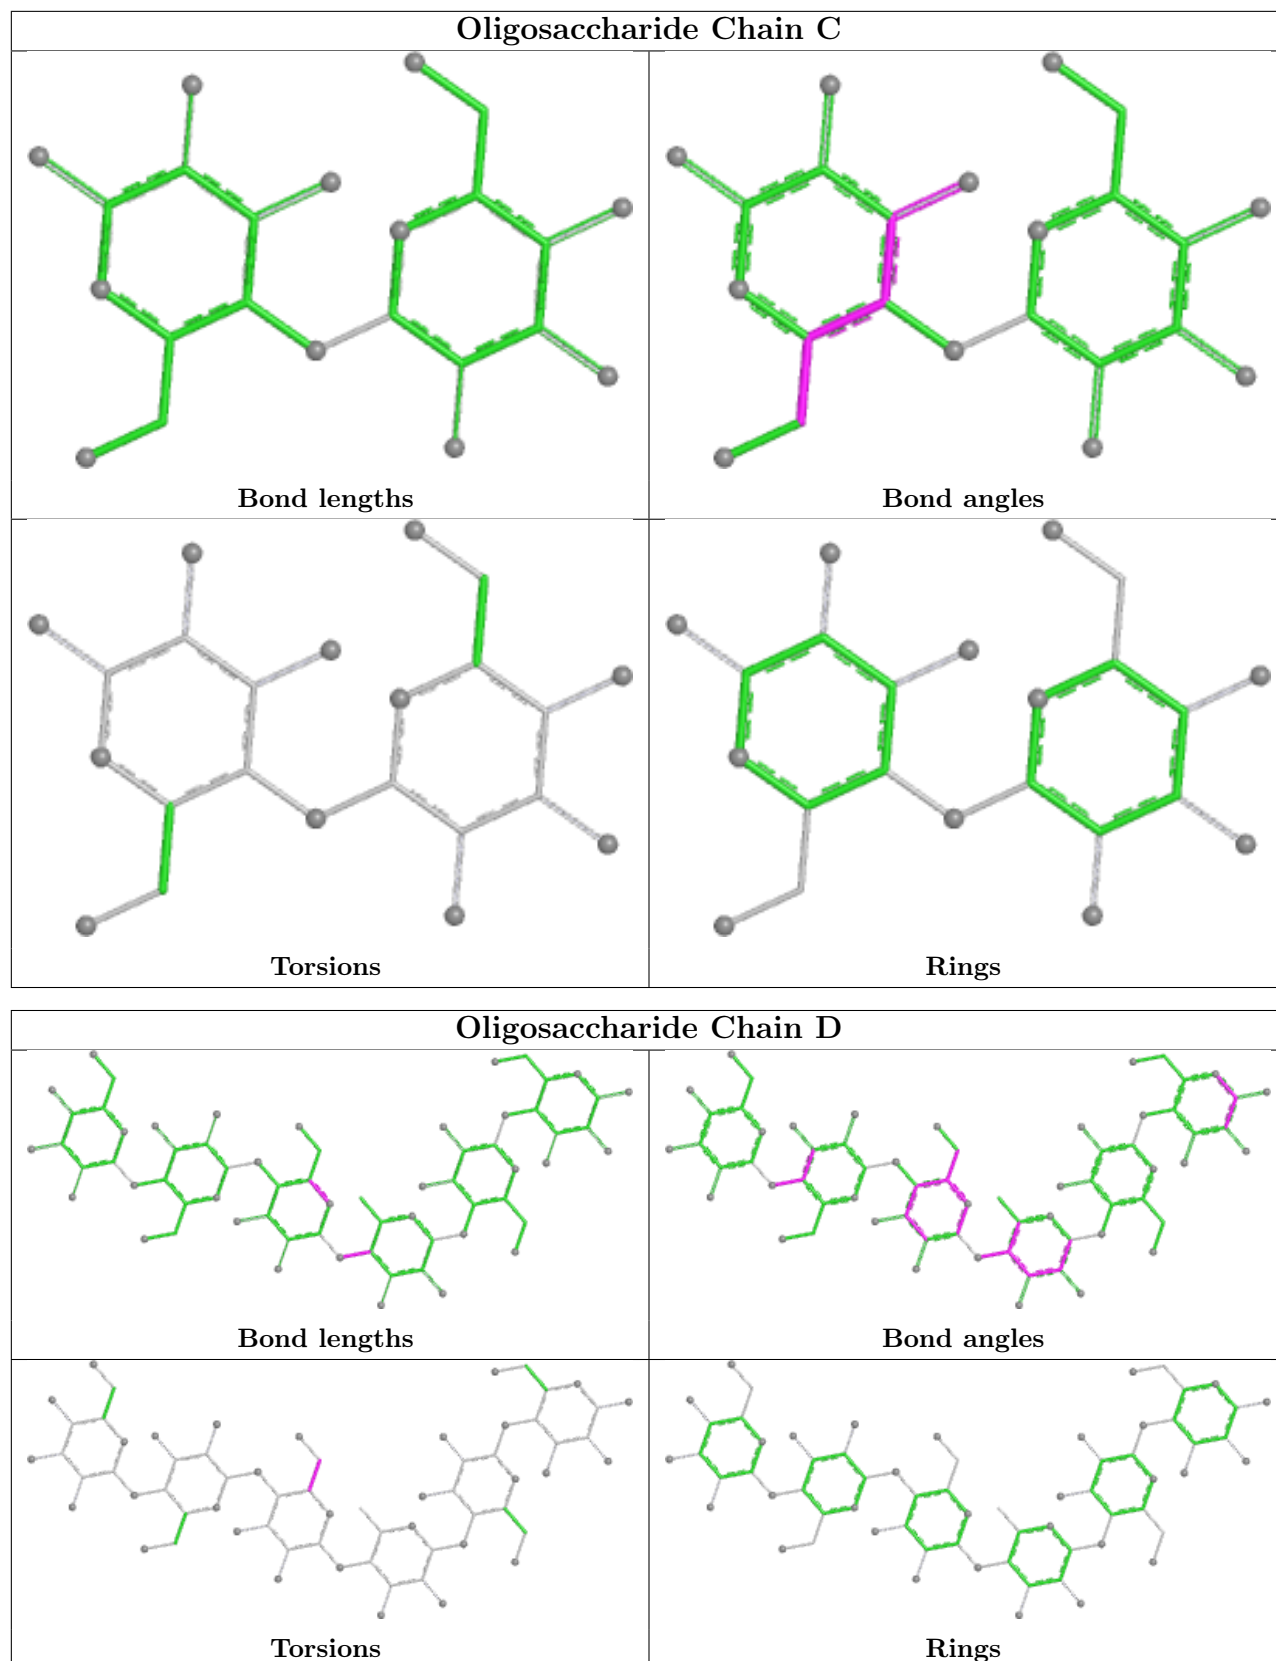 Oligosaccharide Chain C
Bond lengths
Bond angles
Torsions
Rings
Oligosaccharide Chain D
Bond lengths
Bond angles
Torsions
Rings